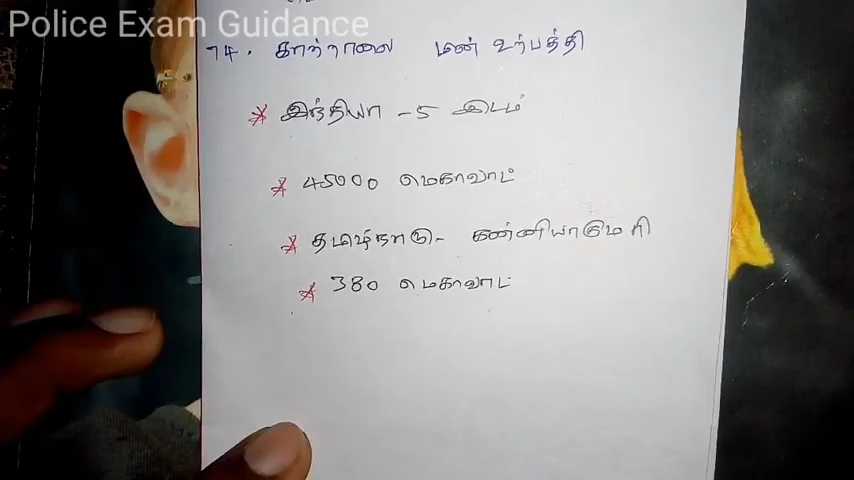 Police Exam Guidance
74. காற்றாலை மின் உற்பத்தி
* இந்தியா - 5 இடம்
* 45000 மெகாவாட்
* தமிழ்நாடு - கன்னியாகுமரி
* 380 மெகாவாட்